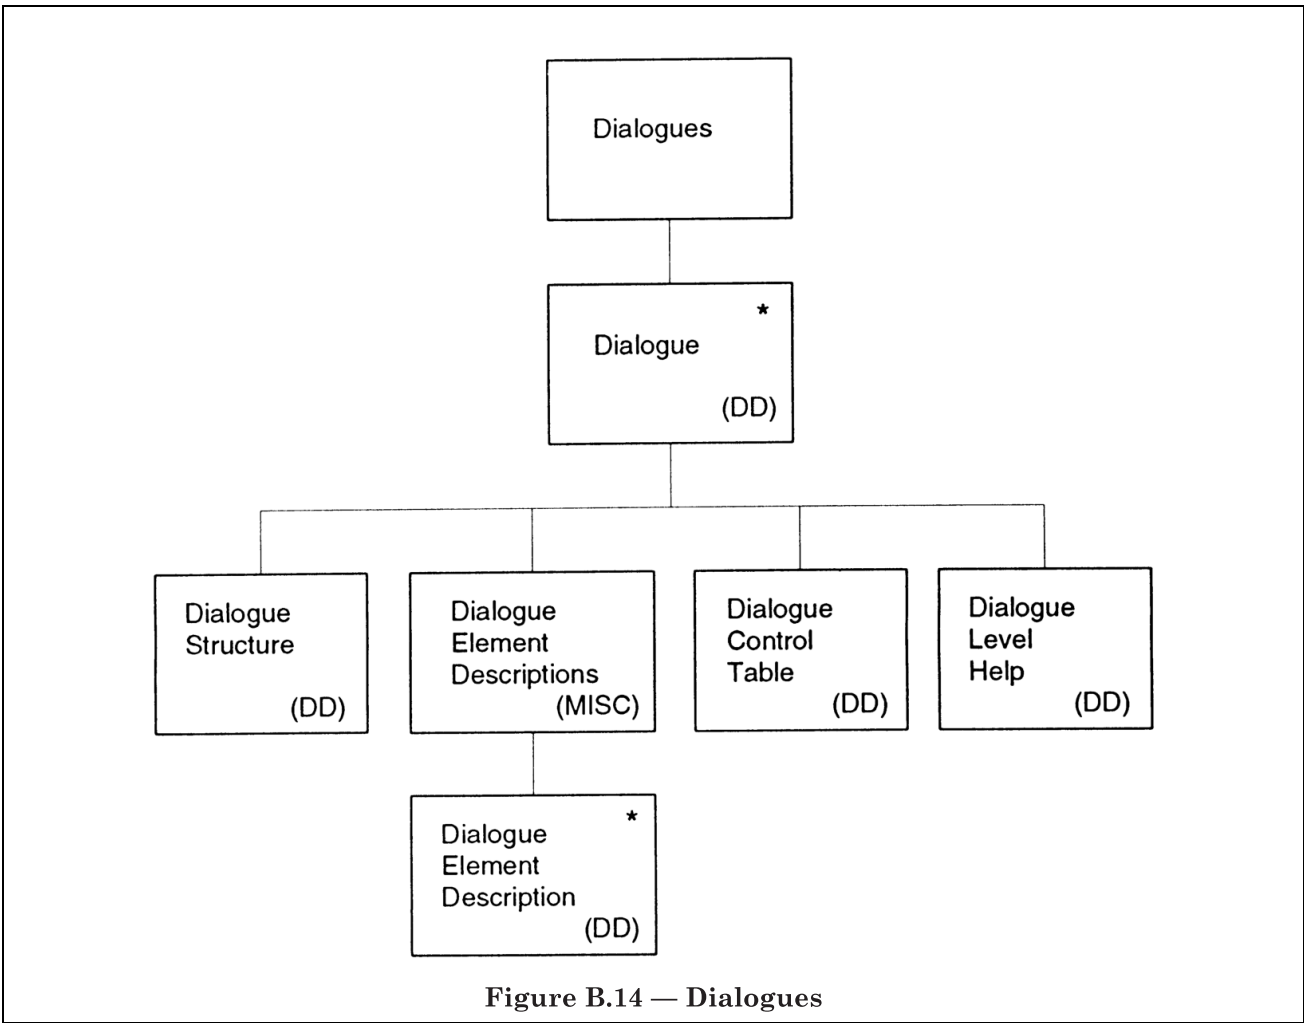 Dialogues
*
Dialogue
(DD)
Dialogue
Structure
(DD)
Dialogue
Element
Descriptions
(MISC)
Dialogue
Control
Table
(DD)
Dialogue
Level
Help
(DD)
*
Dialogue
Element
Description
(DD)
Figure B.14 — Dialogues